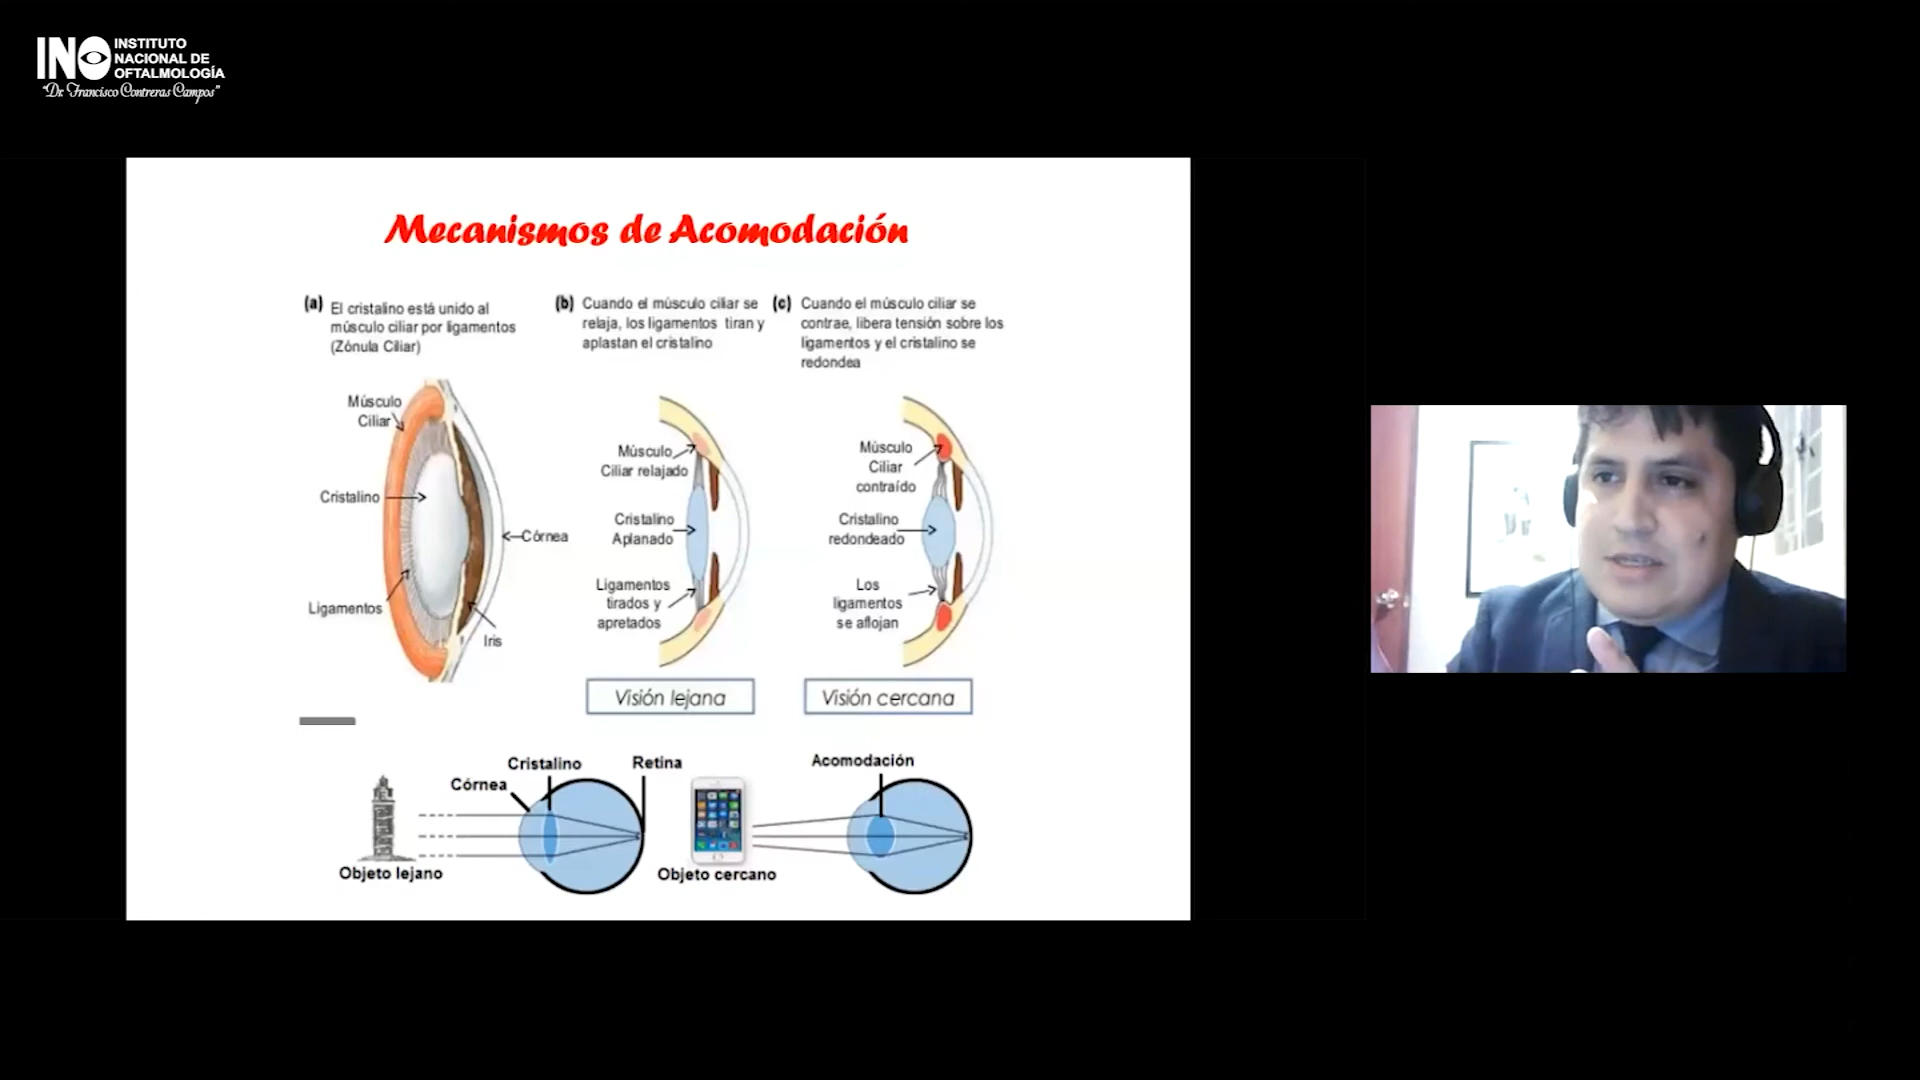 INO INSTITUTO
NACIONAL DE
OFTALMOLOGÍA
"Dr. Francisco Contreras Campos"
Mecanismos de Acomodación
(a) El cristalino está unido al
músculo ciliar por ligamentos
(Zónula Ciliar)
(b) Cuando el músculo ciliar se
relaja, los ligamentos tiran y
aplastan el cristalino
(c) Cuando el músculo ciliar se
contrae, libera tensión sobre los
ligamentos y el cristalino se
redondea
Músculo
Ciliar
Cristalino
Córnea
Ligamentos
Iris
Músculo
Ciliar relajado
Cristalino
Aplanado
Ligamentos
tirados y
apretados
Músculo
Ciliar
contraído
Cristalino
redondeado
Los
ligamentos
se aflojan
Visión lejana
Visión cercana
Cristalino
Retina
Córnea
Acomodación
Objeto lejano
Objeto cercano